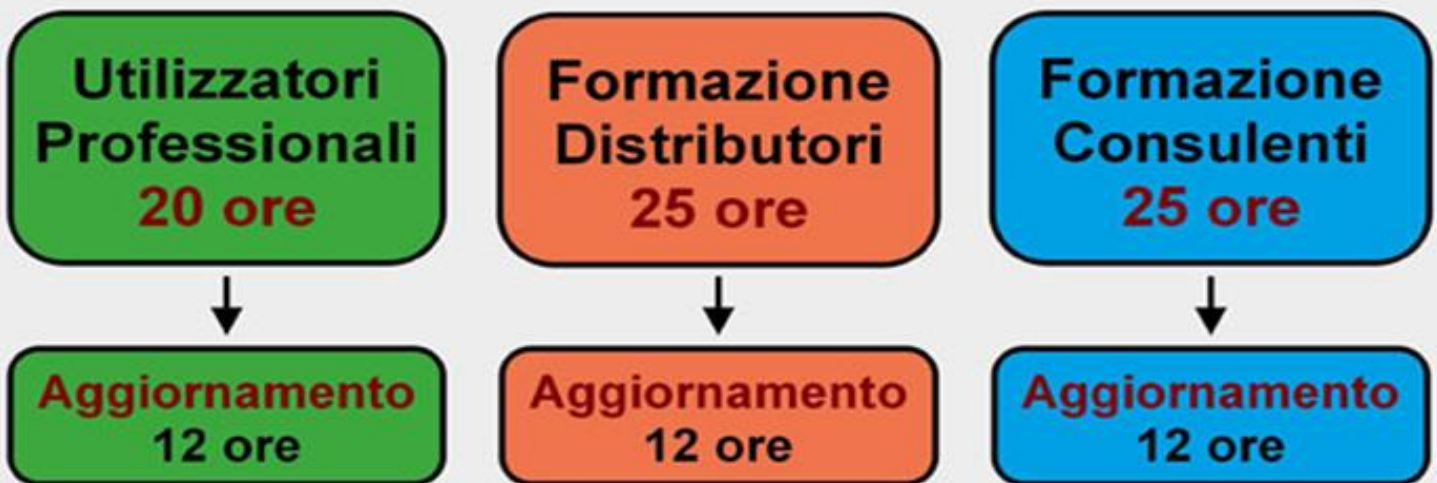 Utilizzatori
Professionali
20 ore
Formazione
Distributori
25 ore
Formazione
Consulenti
25 ore
Aggiornamento
12 ore
Aggiornamento
12 ore
Aggiornamento
12 ore